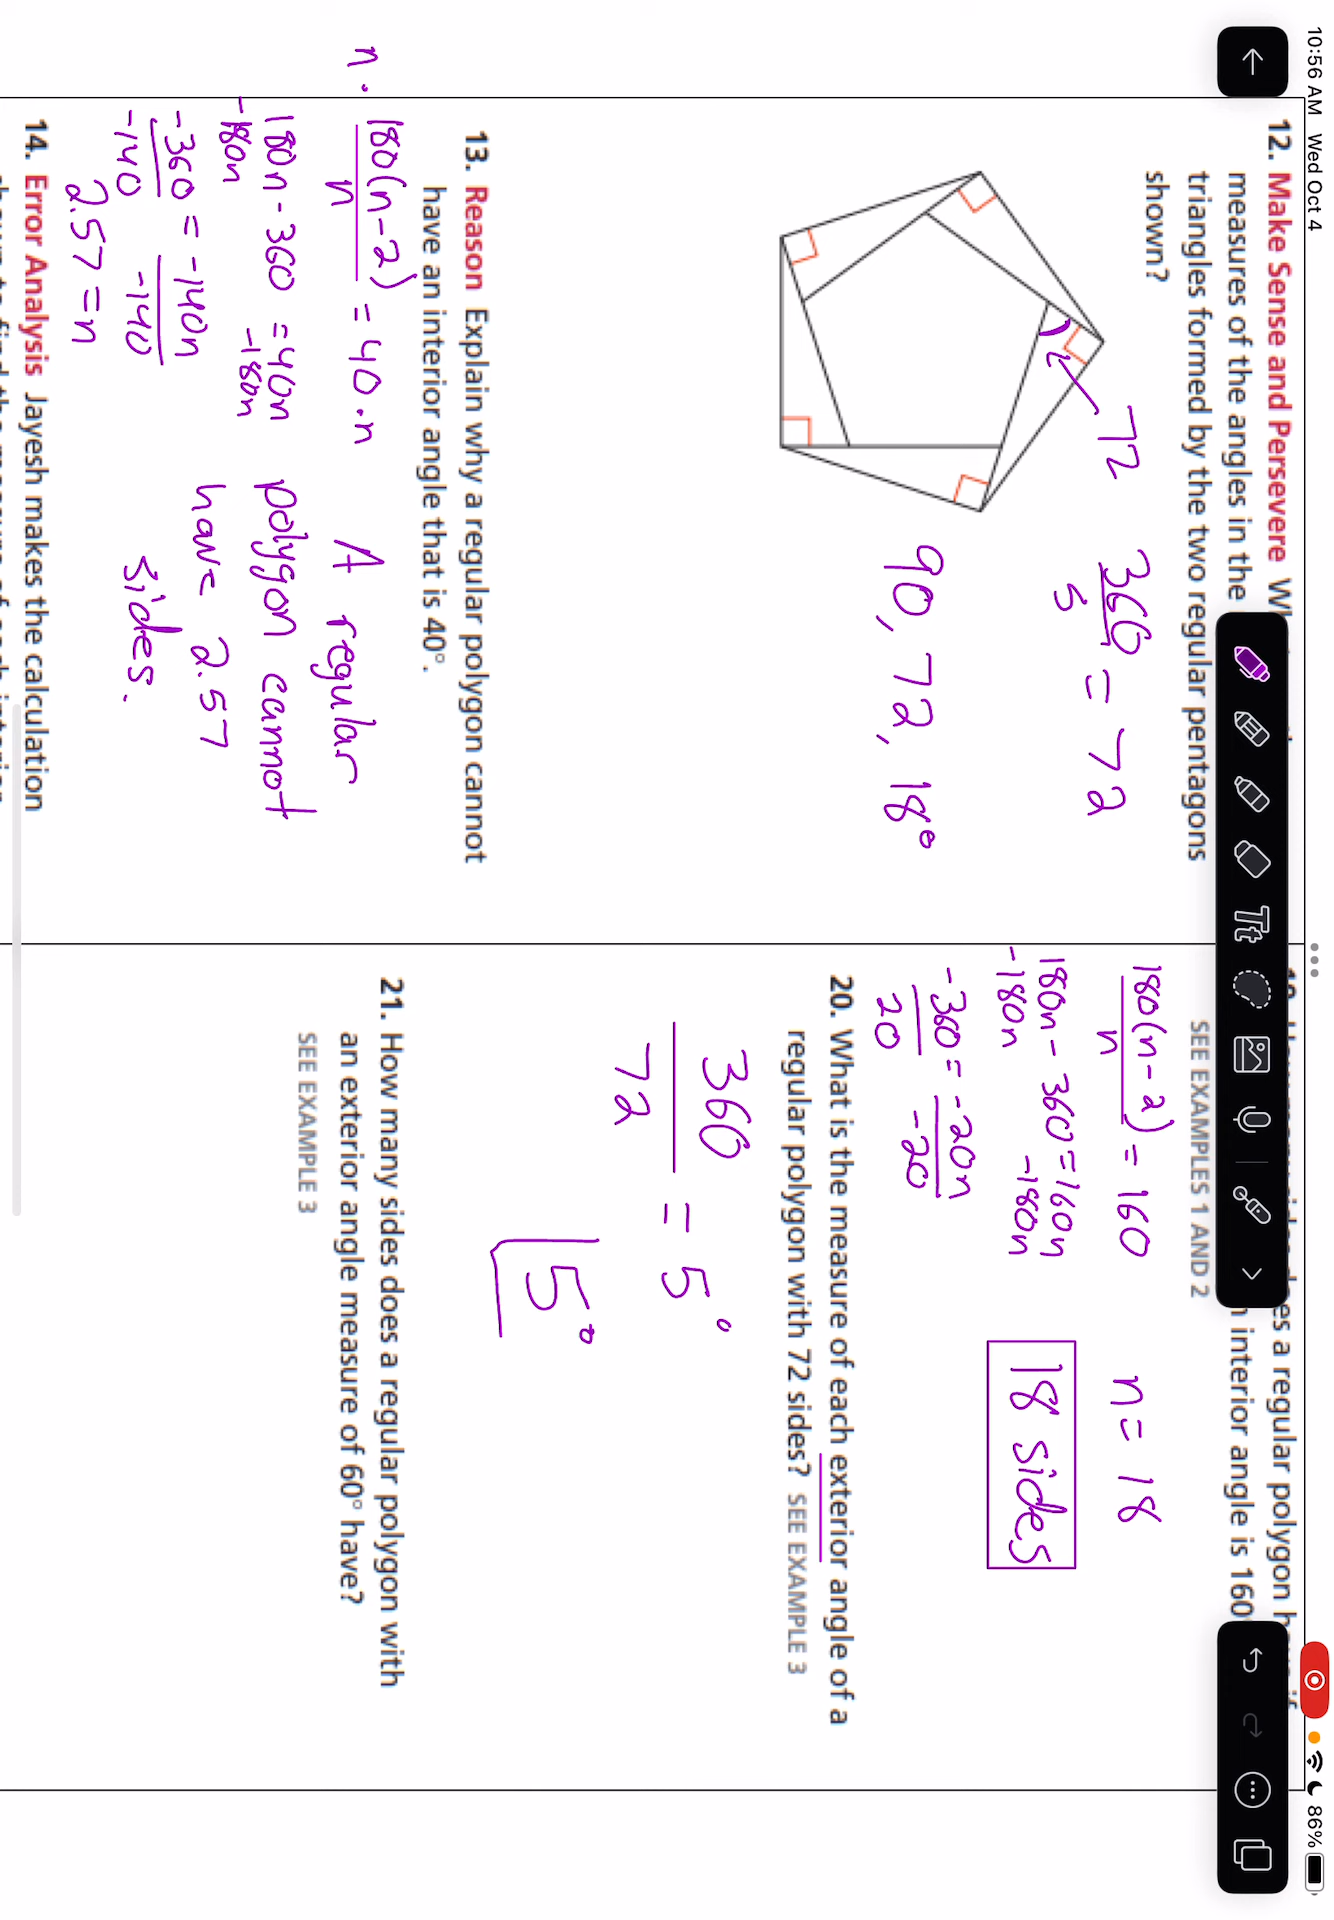 10:56 AM Wed Oct 4
86%
12. Make Sense and Persevere
measures of the angles in the
triangles formed by the two regular pentagons
shown?
72
360/5 = 72
90, 72, 18°
13. Reason Explain why a regular polygon cannot
have an interior angle that is 40°.
n · 180(n-2)/n = 40 · n
180n - 360 = 40n
-180n -180n
-360 = -140n
-140 -140
2.57 = n
A regular
polygon cannot
have 2.57
sides.
14. Error Analysis Jayesh makes the calculation
es a regular polygon
interior angle is 160
SEE EXAMPLES 1 AND 2
180(n-2)/n = 160
180n - 360 = 160n
-180n -180n
-360 = -20n
20 -20
n = 18
18 sides
20. What is the measure of each exterior angle of a
regular polygon with 72 sides? SEE EXAMPLE 3
360/72 = 5°
5°
21. How many sides does a regular polygon with
an exterior angle measure of 60° have?
SEE EXAMPLE 3
Tt